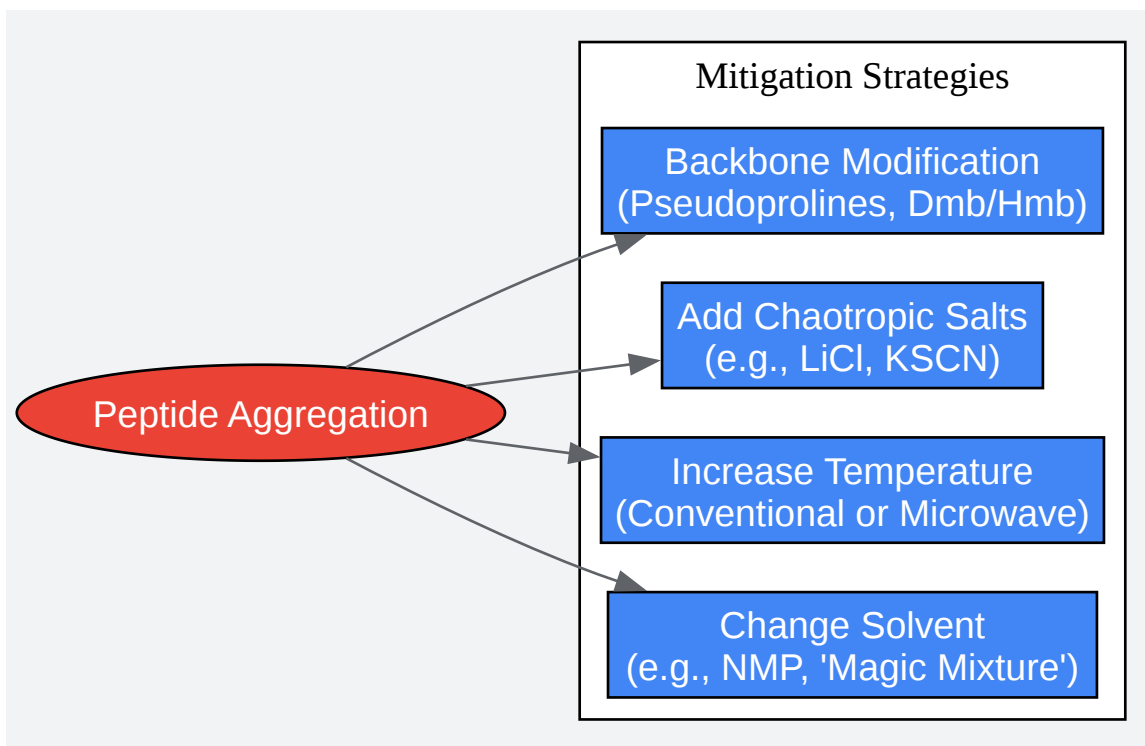 Mitigation Strategies
Backbone Modification
(Pseudoprolines, Dmb/Hmb)
Add Chaotropic Salts
(e.g., LiCl, KSCN)
Peptide Aggregation
Increase Temperature
(Conventional or Microwave)
Change Solvent
(e.g., NMP, 'Magic Mixture')